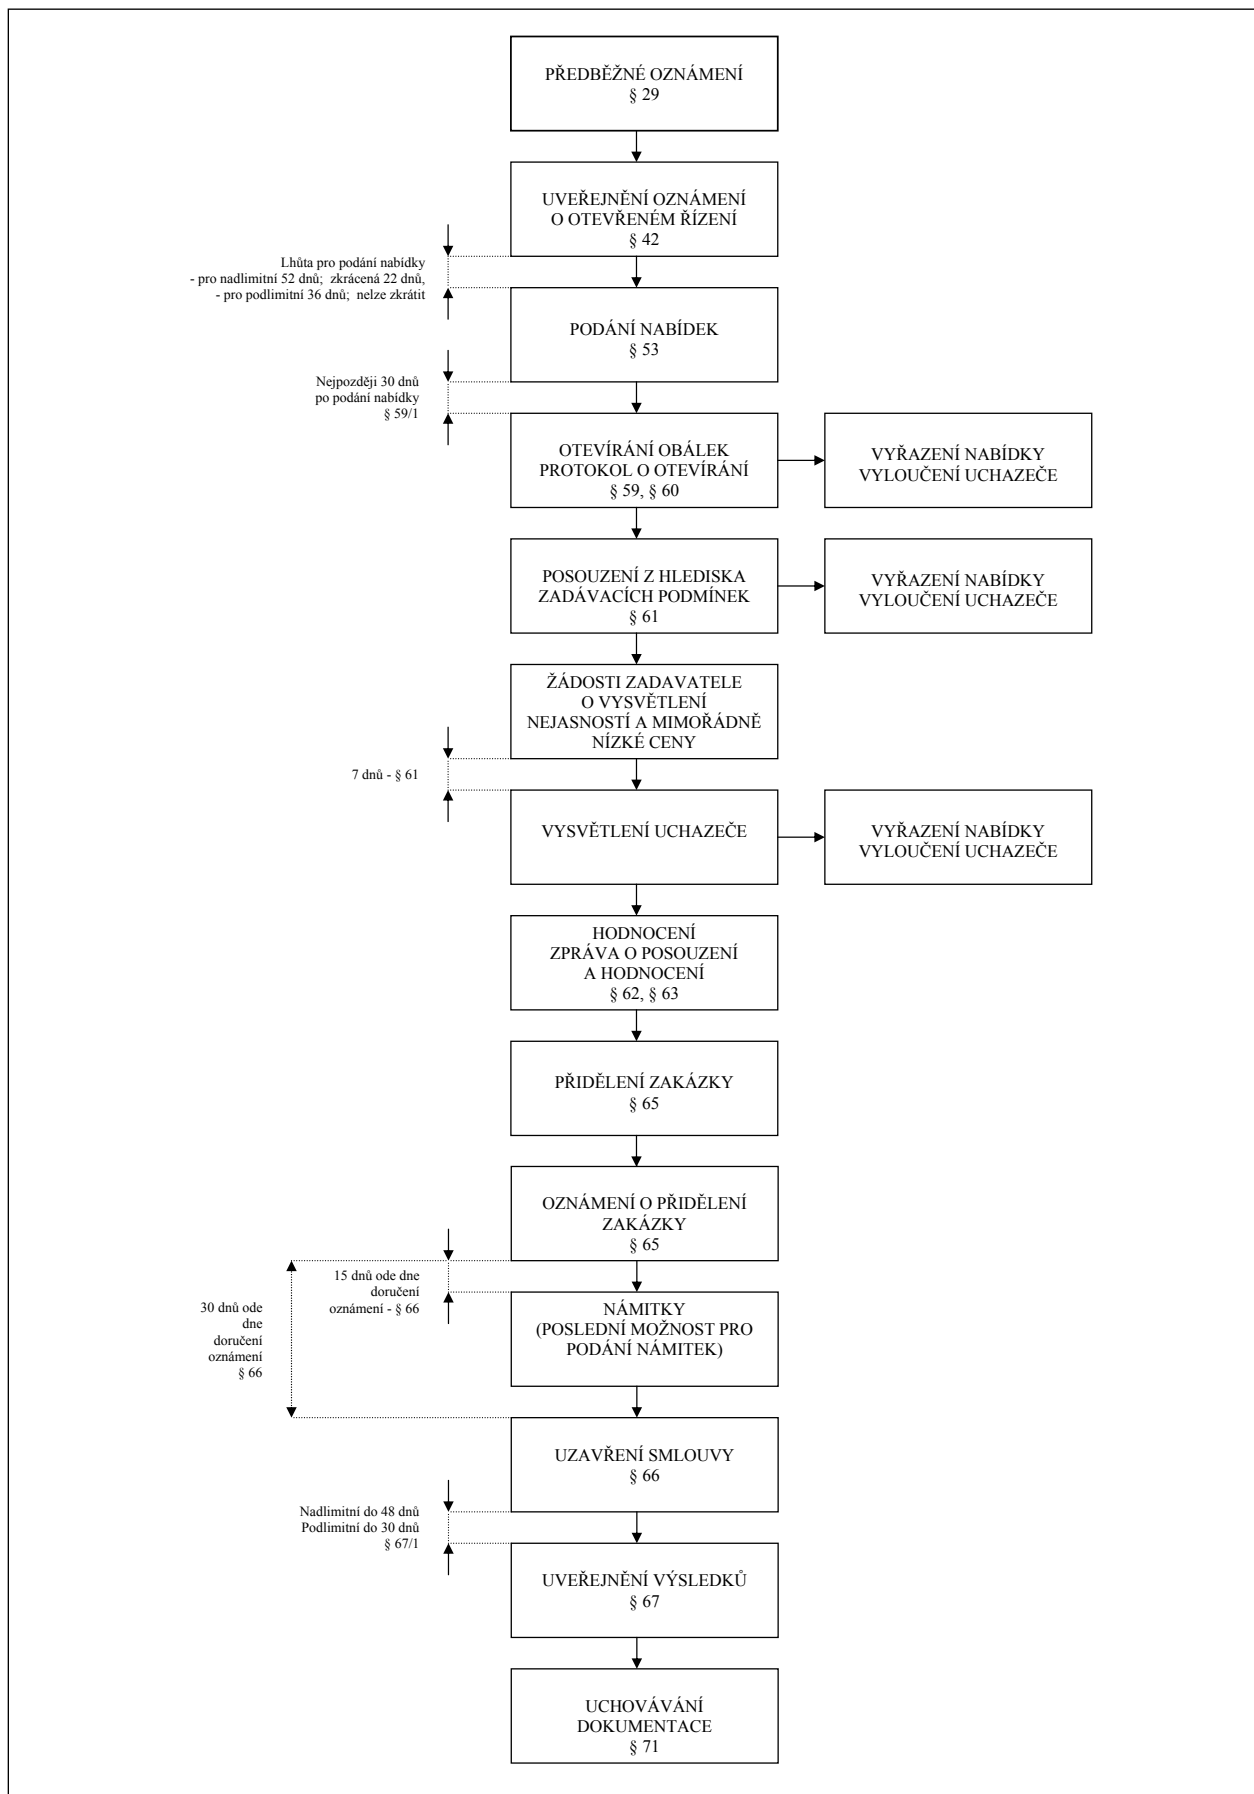 PŘEDBĚŽNÉ OZNÁMENÍ
§ 29
UVEŘEJNĚNÍ OZNÁMENÍ
O OTEVŘENÉM ŘÍZENÍ
§ 42
Lhůta pro podání nabídky
- pro nadlimitní 52 dnů;  zkrácená 22 dnů,
- pro podlimitní 36 dnů;  nelze zkrátit
PODÁNÍ NABÍDEK
§ 53
Nejpozději 30 dnů
po podání nabídky
§ 59/1
OTEVÍRÁNÍ OBÁLEK
PROTOKOL O OTEVÍRÁNÍ
§ 59, § 60
VYŘAZENÍ NABÍDKY
VYLOUČENÍ UCHAZEČE
POSOUZENÍ Z HLEDISKA
ZADÁVACÍCH PODMÍNEK
§ 61
VYŘAZENÍ NABÍDKY
VYLOUČENÍ UCHAZEČE
ŽÁDOSTI ZADAVATELE
O VYSVĚTLENÍ
NEJASNOSTÍ A MIMOŘÁDNĚ
NÍZKÉ CENY
7 dnů - § 61
VYSVĚTLENÍ UCHAZEČE
VYŘAZENÍ NABÍDKY
VYLOUČENÍ UCHAZEČE
HODNOCENÍ
ZPRÁVA O POSOUZENÍ
A HODNOCENÍ
§ 62, § 63
PŘIDĚLENÍ ZAKÁZKY
§ 65
OZNÁMENÍ O PŘIDĚLENÍ
ZAKÁZKY
§ 65
15 dnů ode dne
doručení
oznámení - § 66
30 dnů ode
dne
doručení
oznámení
§ 66
NÁMITKY
(POSLEDNÍ MOŽNOST PRO
PODÁNÍ NÁMITEK)
UZAVŘENÍ SMLOUVY
§ 66
Nadlimitní do 48 dnů
Podlimitní do 30 dnů
§ 67/1
UVEŘEJNĚNÍ VÝSLEDKŮ
§ 67
UCHOVÁVÁNÍ
DOKUMENTACE
§ 71